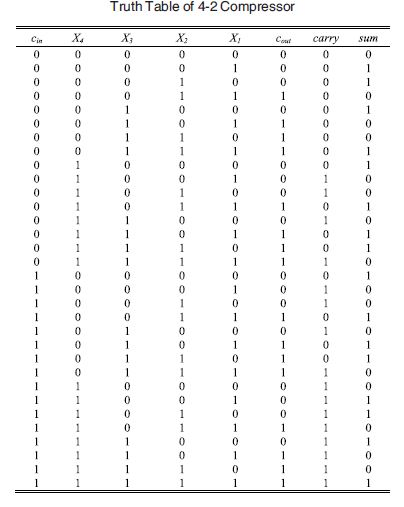 Truth Table of 4-2 Compressor
c_in X_4 X_3 X_2 X_1 c_out carry sum
0 0 0 0 0 0 0 0
0 0 0 0 1 0 0 1
0 0 0 1 0 0 0 1
0 0 0 1 1 1 0 0
0 0 1 0 0 0 0 1
0 0 1 0 1 1 0 0
0 0 1 1 0 1 0 0
0 0 1 1 1 1 0 1
0 1 0 0 0 0 0 1
0 1 0 0 1 0 1 0
0 1 0 1 0 0 1 0
0 1 0 1 1 1 0 1
0 1 1 0 0 0 1 0
0 1 1 0 1 1 0 1
0 1 1 1 0 1 0 1
0 1 1 1 1 1 1 0
1 0 0 0 0 0 0 1
1 0 0 0 1 0 1 0
1 0 0 1 0 0 1 0
1 0 0 1 1 1 0 1
1 0 1 0 0 0 1 0
1 0 1 0 1 1 0 1
1 0 1 1 0 1 0 1
1 0 1 1 1 1 1 0
1 1 0 0 0 0 1 0
1 1 0 0 1 0 1 1
1 1 0 1 0 0 1 1
1 1 0 1 1 1 1 0
1 1 1 0 0 0 1 1
1 1 1 0 1 1 1 0
1 1 1 1 0 1 1 0
1 1 1 1 1 1 1 1